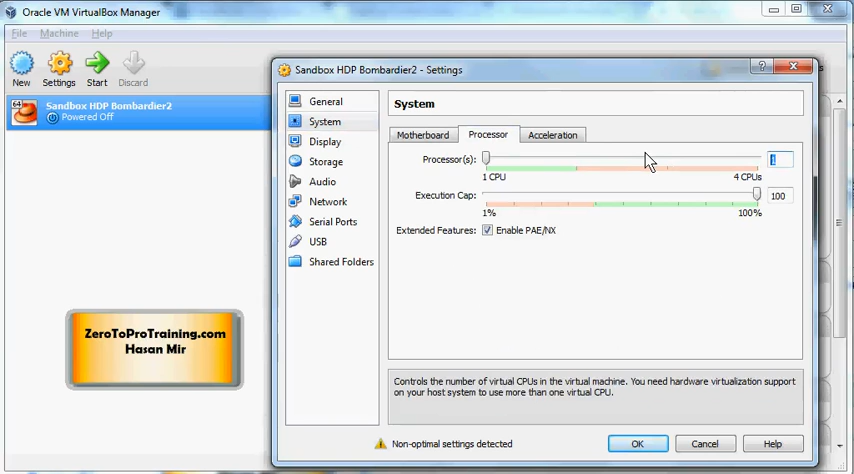 Oracle VM VirtualBox Manager
File Machine Help
New Settings Start Discard
64 Sandbox HDP Bombardier2
Powered Off
ZeroToProTraining.com
Hasan Mir
Sandbox HDP Bombardier2 - Settings
General
System
Display
Storage
Audio
Network
Serial Ports
USB
Shared Folders
System
Motherboard Processor Acceleration
Processor(s): 1
1 CPU 4 CPUs
Execution Cap: 100
1% 100%
Extended Features: Enable PAE/NX
Controls the number of virtual CPUs in the virtual machine. You need hardware virtualization support
on your host system to use more than one virtual CPU.
Non-optimal settings detected
OK Cancel Help